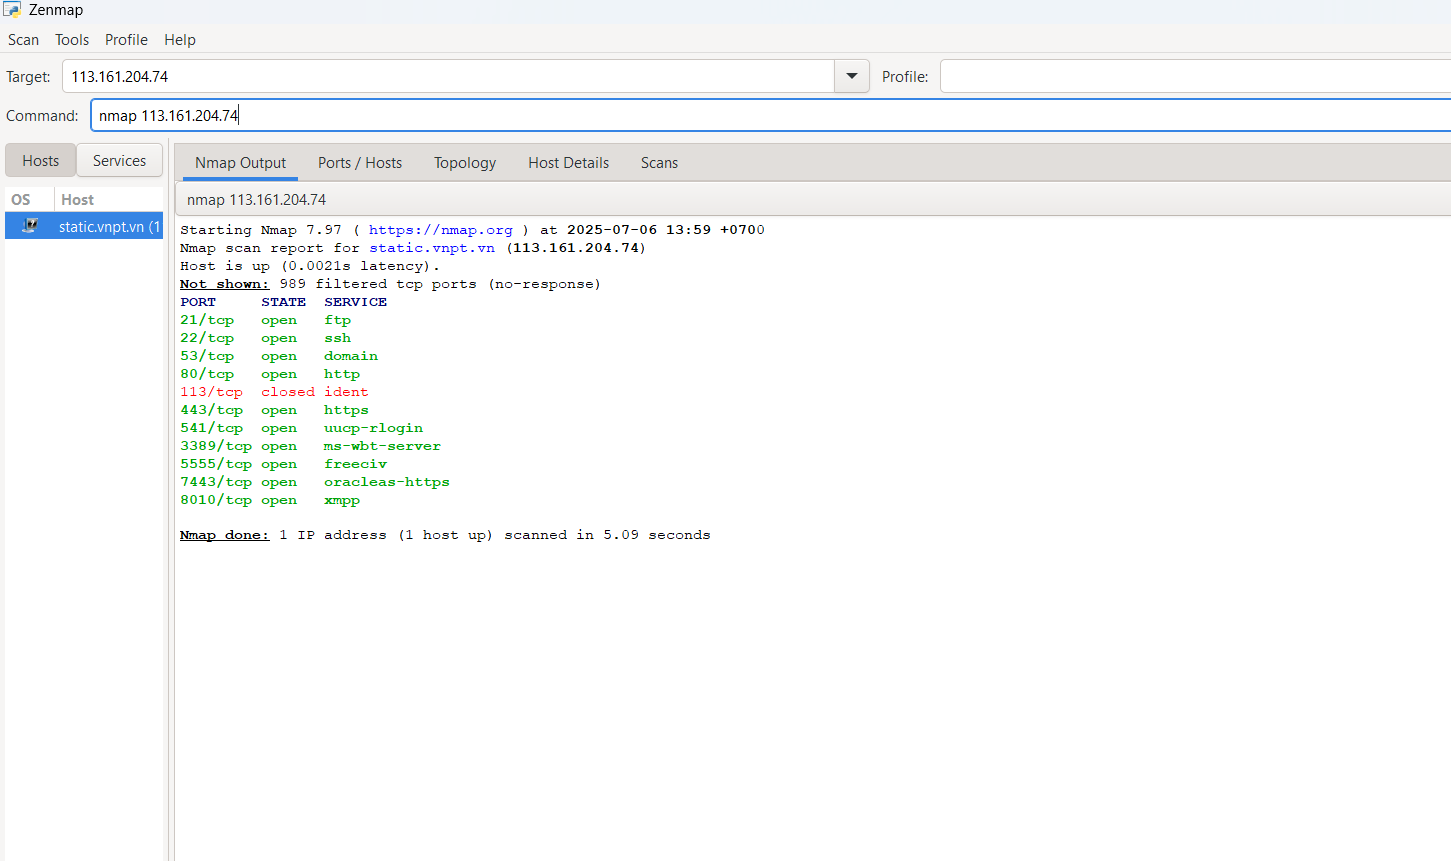 Zenmap
Scan Tools Profile Help
Target: 113.161.204.74 Profile:
Command: nmap 113.161.204.74
Hosts Services Nmap Output Ports / Hosts Topology Host Details Scans
OS Host nmap 113.161.204.74
static.vnpt.vn (1
Starting Nmap 7.97 ( https://nmap.org ) at 2025-07-06 13:59 +0700
Nmap scan report for static.vnpt.vn (113.161.204.74)
Host is up (0.0021s latency).
Not shown: 989 filtered tcp ports (no-response)
PORT STATE SERVICE
21/tcp open ftp
22/tcp open ssh
53/tcp open domain
80/tcp open http
113/tcp closed ident
443/tcp open https
541/tcp open uucp-rlogin
3389/tcp open ms-wbt-server
5555/tcp open freeciv
7443/tcp open oracleas-https
8010/tcp open xmpp
Nmap done: 1 IP address (1 host up) scanned in 5.09 seconds